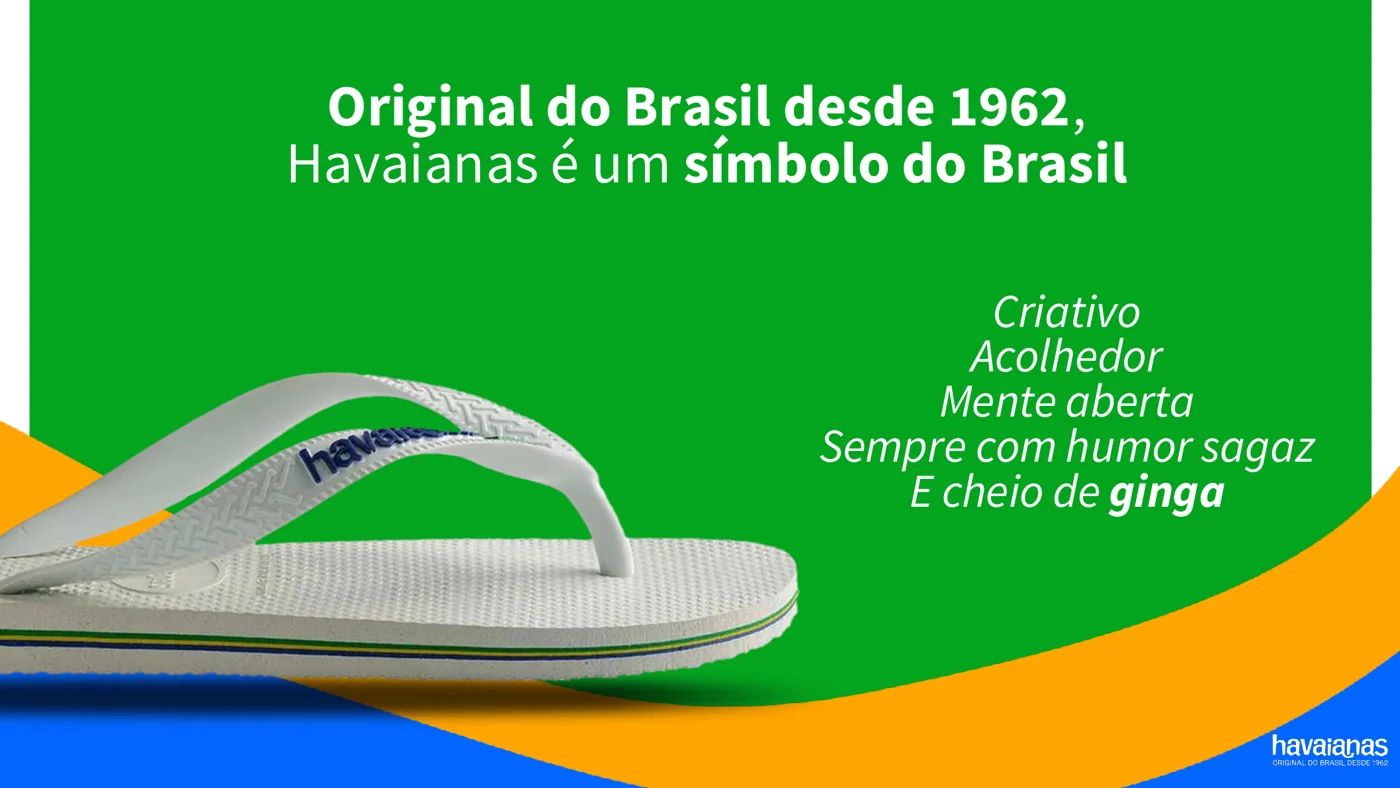 Original do Brasil desde 1962,
Havaianas é um símbolo do Brasil
Criativo
Acolhedor
Mente aberta
Sempre com humor sagaz
E cheio de ginga
havaianas
havaianas
ORIGINAL DO BRASIL DESDE 1962